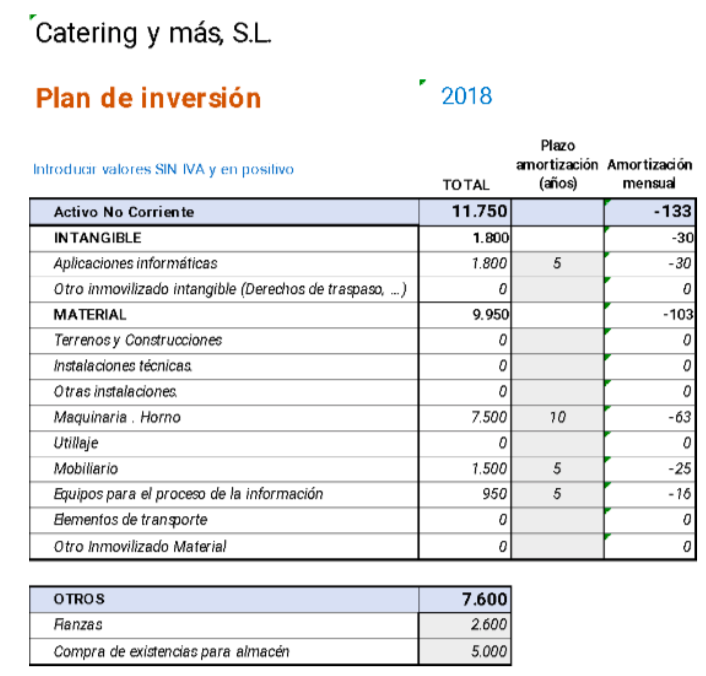 Catering y más, S.L.
Plan de inversión 2018
Introducir valores SIN IVA y en positivo TOTAL Plazo amortización (años) Amortización mensual
Activo No Corriente 11.750 -133
INTANGIBLE 1.800 -30
Aplicaciones informáticas 1.800 5 -30
Otro inmovilizado intangible (Derechos de traspaso, ...) 0 0
MATERIAL 9.950 -103
Terrenos y Construcciones 0 0
Instalaciones técnicas. 0 0
Otras instalaciones. 0 0
Maquinaria . Horno 7.500 10 -63
Utillaje 0 0
Mobiliario 1.500 5 -25
Equipos para el proceso de la información 950 5 -16
Elementos de transporte 0 0
Otro Inmovilizado Material 0 0
OTROS 7.600
Fianzas 2.600
Compra de existencias para almacén 5.000